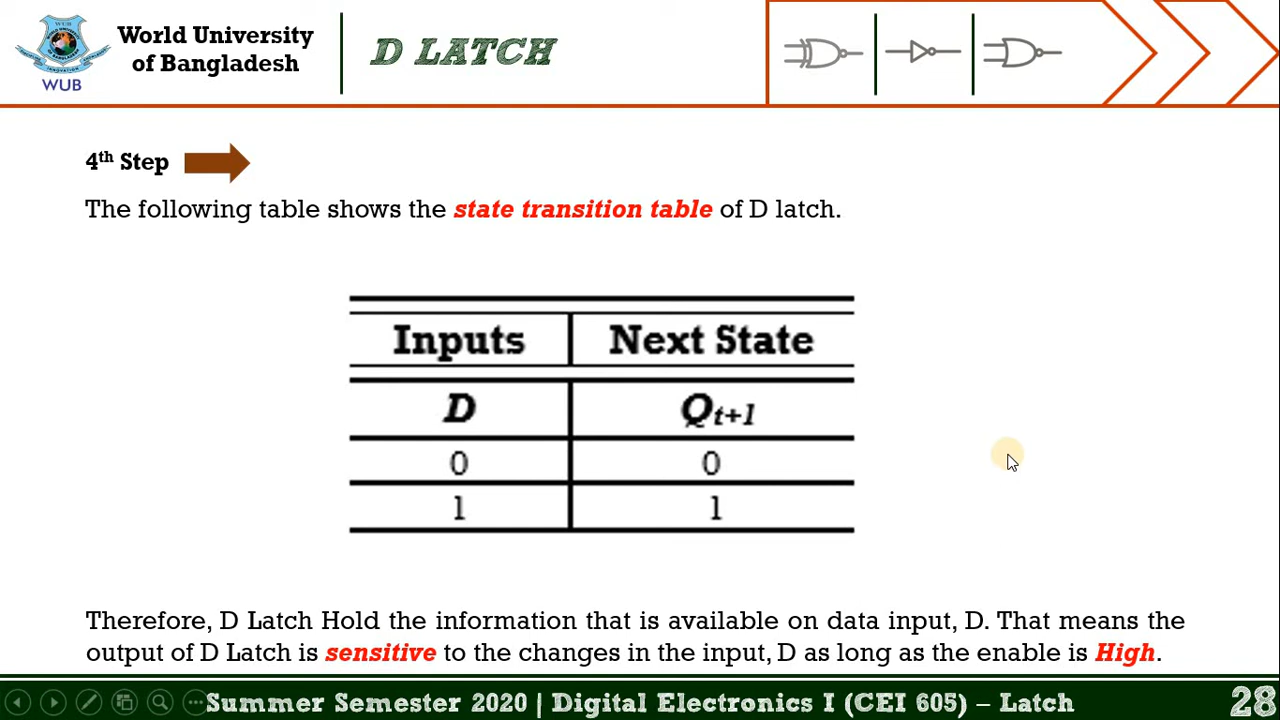 World University
of Bangladesh
WUB
D LATCH
4th Step
The following table shows the state transition table of D latch.
Inputs Next State
D Qt+1
0 0
1 1
Therefore, D Latch Hold the information that is available on data input, D. That means the
output of D Latch is sensitive to the changes in the input, D as long as the enable is High.
Summer Semester 2020 | Digital Electronics I (CEI 605) – Latch
28